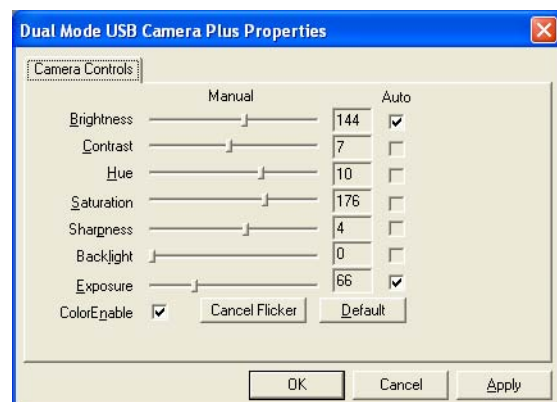 Dual Mode USB Camera Plus Properties
Camera Controls
Manual Auto
Brightness 144
Contrast 7
Hue 10
Saturation 176
Sharpness 4
Backlight 0
Exposure 66
ColorEnable Cancel Flicker Default
OK Cancel Apply